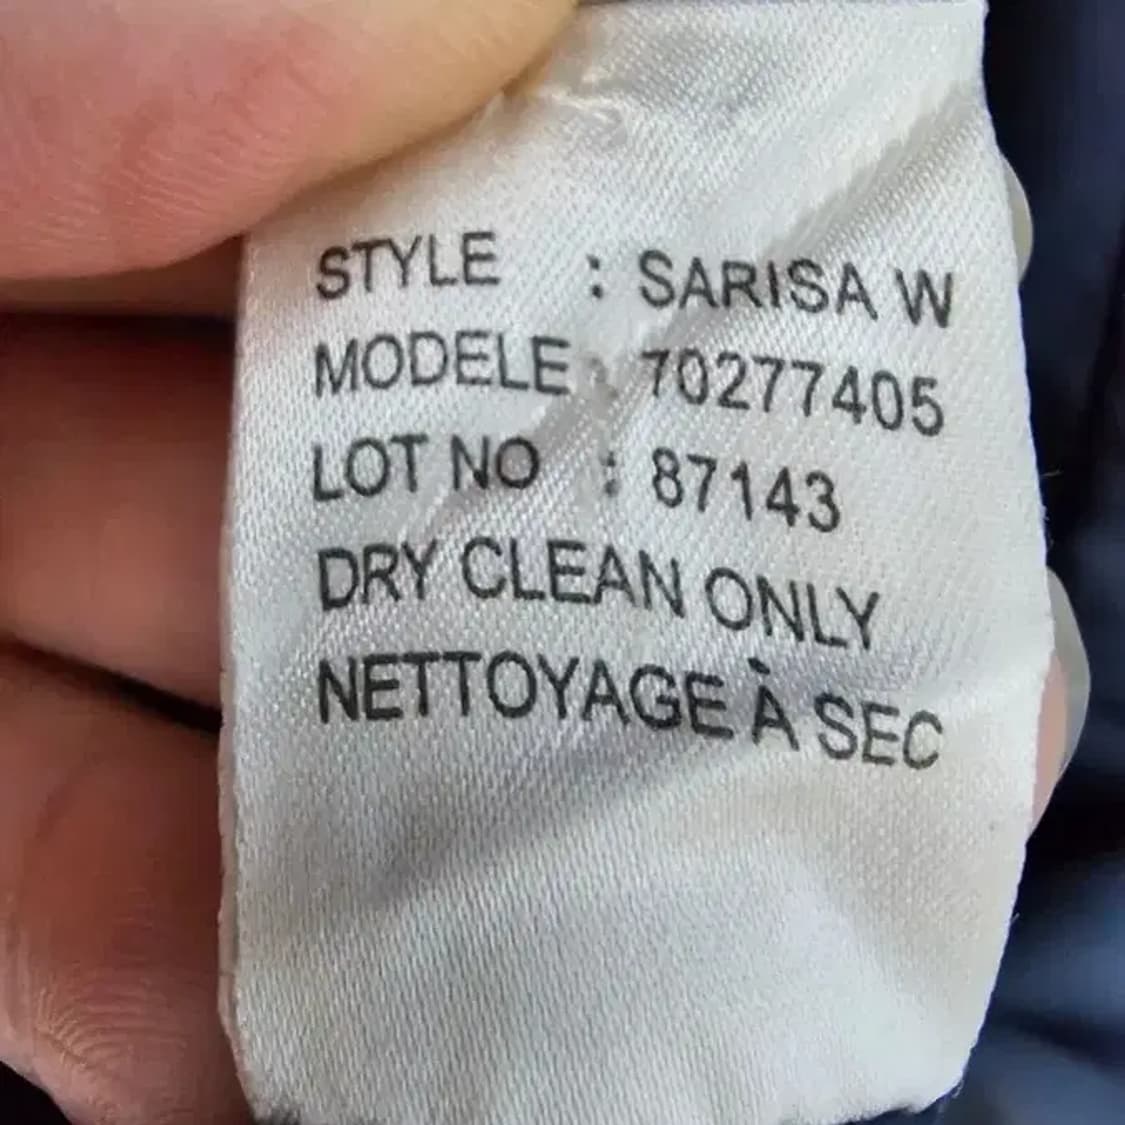 STYLE : SARISA W
MODELE : 70277405
LOT NO : 87143
DRY CLEAN ONLY
NETTOYAGE À SEC